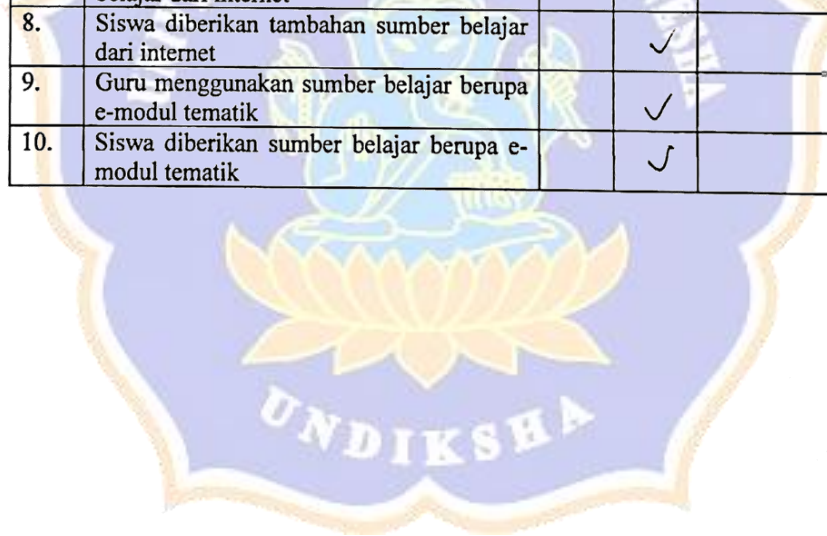 8. Siswa diberikan tambahan sumber belajar ✓
dari internet
9. Guru menggunakan sumber belajar berupa ✓
e-modul tematik
10. Siswa diberikan sumber belajar berupa e- ✓
modul tematik
UNDIKSHA